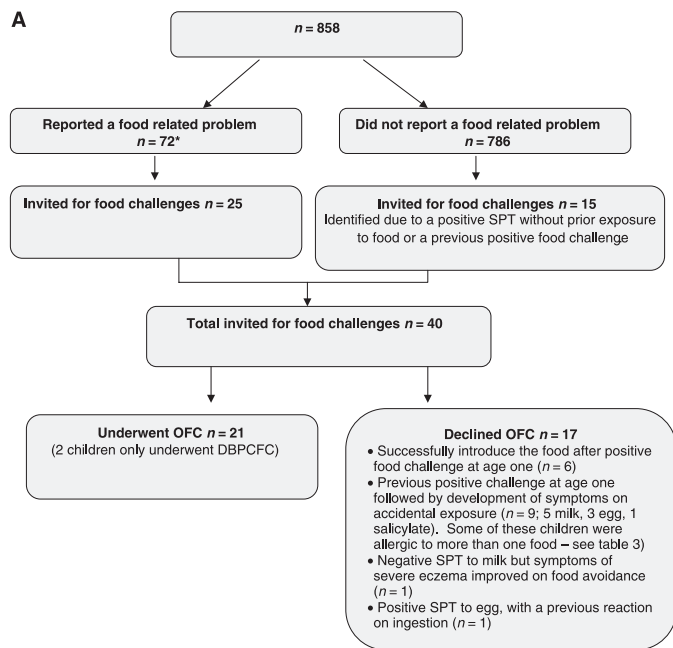 A
n = 858
Reported a food related problem
n = 72*
Did not report a food related problem
n = 786
Invited for food challenges n = 25
Invited for food challenges n = 15
Identified due to a positive SPT without prior exposure
to food or a previous positive food challenge
Total invited for food challenges n = 40
Underwent OFC n = 21
(2 children only underwent DBPCFC)
Declined OFC n = 17
• Successfully introduce the food after positive
food challenge at age one (n = 6)
• Previous positive challenge at age one
followed by development of symptoms on
accidental exposure (n = 9; 5 milk, 3 egg, 1
salicylate). Some of these children were
allergic to more than one food – see table 3)
• Negative SPT to milk but symptoms of
severe eczema improved on food avoidance
(n = 1)
• Positive SPT to egg, with a previous reaction
on ingestion (n = 1)